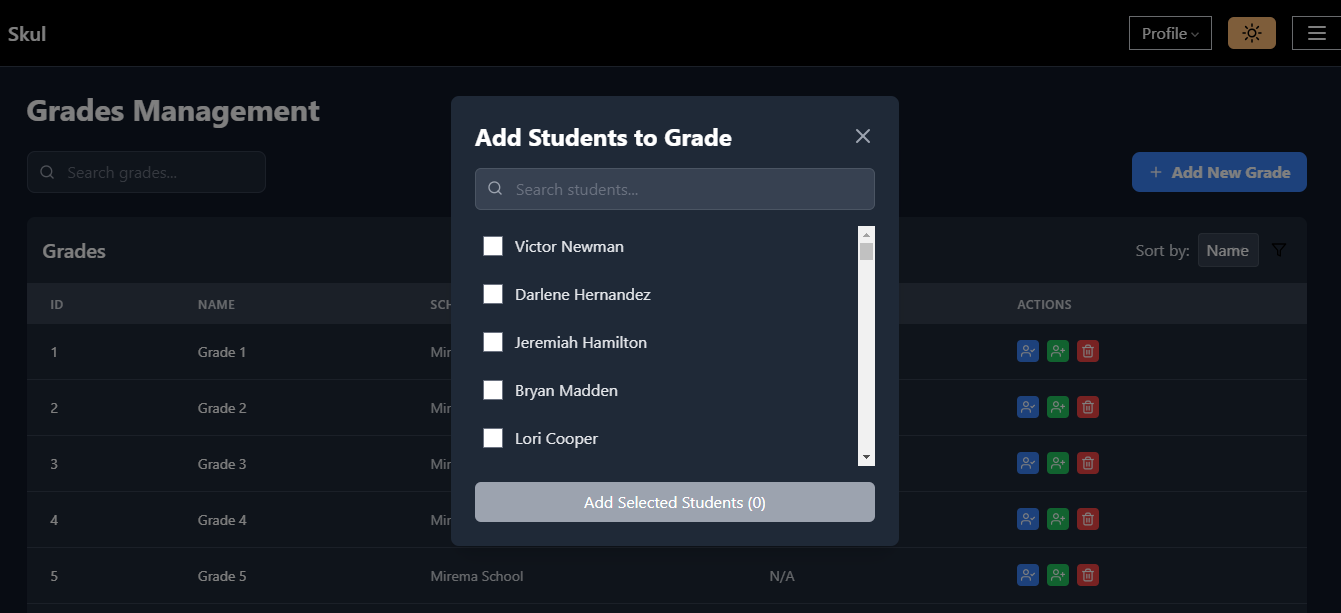 Skul
Profile
Grades Management
Search grades...
+ Add New Grade
Add Students to Grade
Search students...
Victor Newman
Darlene Hernandez
Jeremiah Hamilton
Bryan Madden
Lori Cooper
Add Selected Students (0)
Grades
Sort by: Name
ID NAME SCH ACTIONS
1 Grade 1 Mir
2 Grade 2 Mir
3 Grade 3 Mir
4 Grade 4 Mir
5 Grade 5 Mirema School N/A